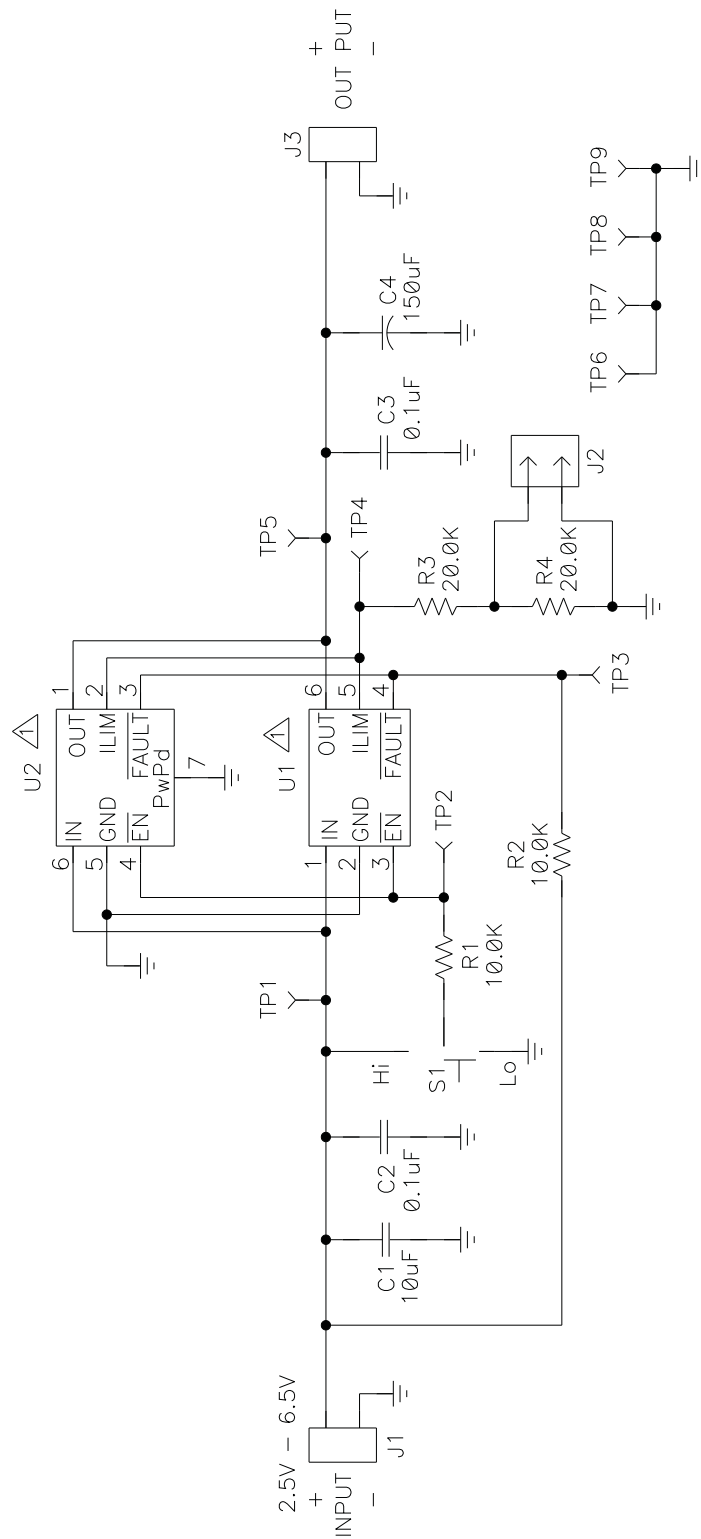 2.5V – 6.5V
+
INPUT
–
J1
C1
10uF
C2
0.1uF
TP1
Hi
S1
Lo
R1
10.0K
TP2
U2
1
6
IN
5
GND
4
EN
OUT
1
ILIM
2
FAULT
3
PwPd
7
U1
1
1
IN
2
GND
3
EN
OUT
6
ILIM
5
FAULT
4
R2
10.0K
TP3
TP5
TP4
R3
20.0K
R4
20.0K
J2
C3
0.1uF
C4
150uF
J3
+
OUT PUT
–
TP6
TP7
TP8
TP9